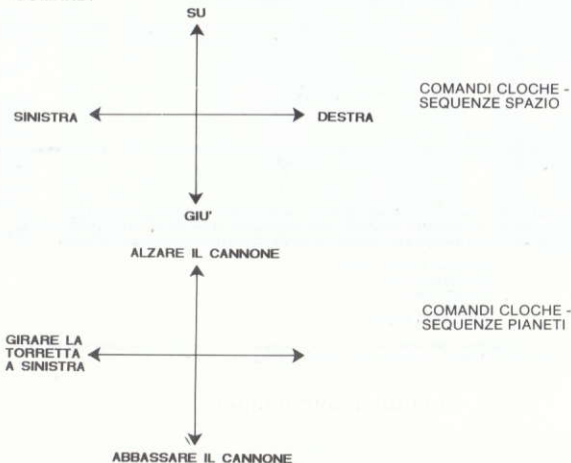 SU
SINISTRA
DESTRA
COMANDI CLOCHE -
SEQUENZE SPAZIO
GIU'
ALZARE IL CANNONE
GIRARE LA
TORRETTA
A SINISTRA
COMANDI CLOCHE -
SEQUENZE PIANETI
ABBASSARE IL CANNONE